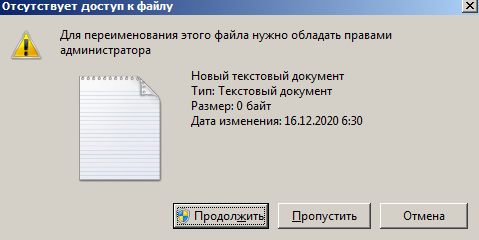 Отсутствует доступ к файлу
Для переименования этого файла нужно обладать правами
администратора
Новый текстовый документ
Тип: Текстовый документ
Размер: 0 байт
Дата изменения: 16.12.2020 6:30
Продолжить
Пропустить
Отмена